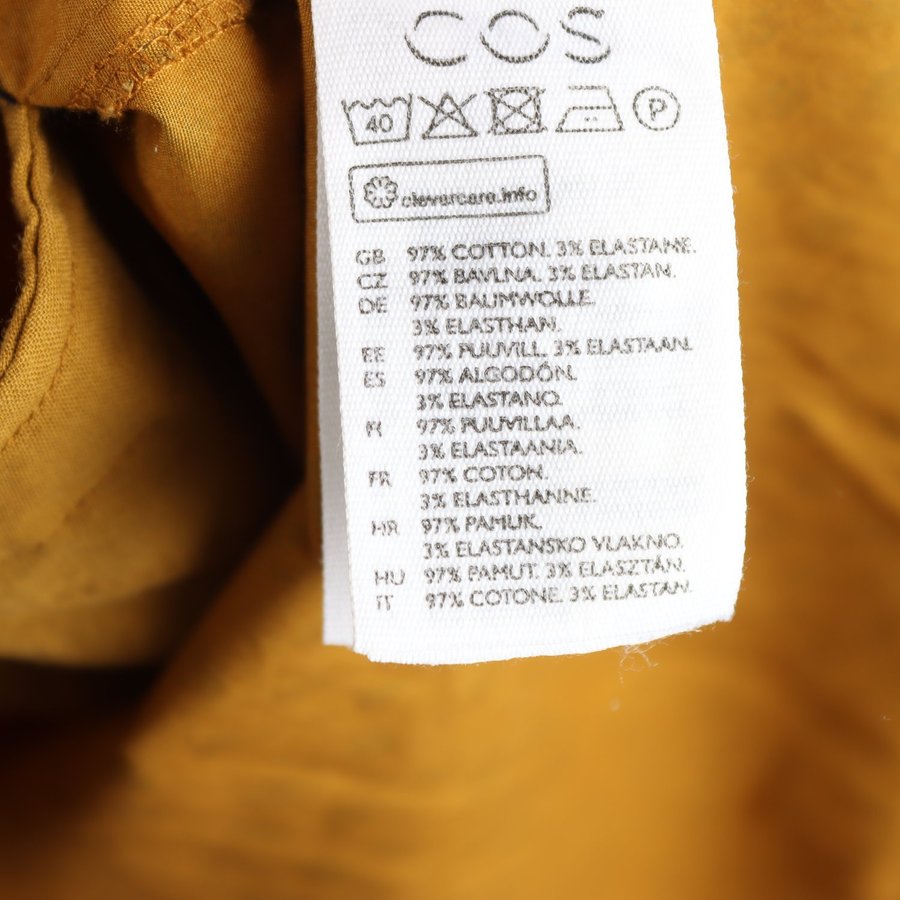 COS
40 P
clevercare.info
GB 97% COTTON. 3% ELASTANE.
CZ 97% BAVLNA. 3% ELASTAN.
DE 97% BAUMWOLLE.
3% ELASTHAN.
EE 97% PUUVILL. 3% ELASTAAN.
ES 97% ALGODÓN.
3% ELASTANO.
FI 97% PUUVILLAA.
3% ELASTAANIA.
FR 97% COTON.
3% ELASTHANNE.
HR 97% PAMUK.
3% ELASTANSKO VLAKNO.
HU 97% PAMUT. 3% ELASZTÁN.
IT 97% COTONE. 3% ELASTAN.